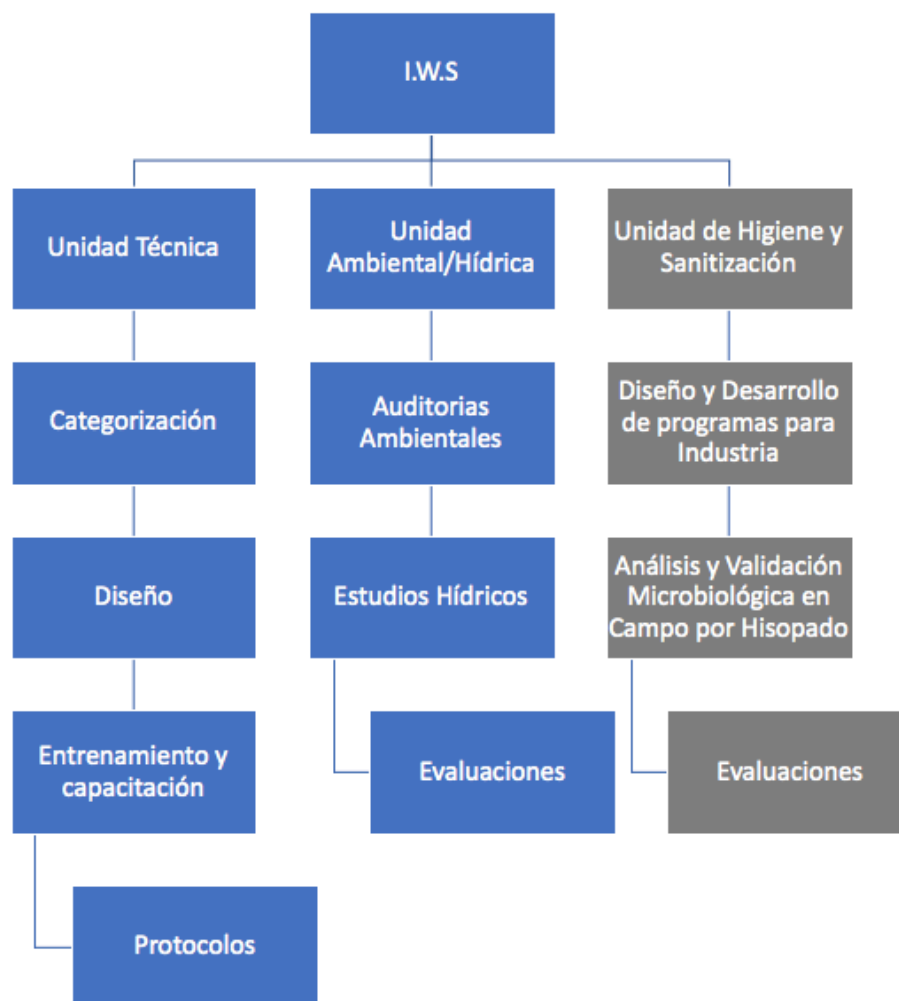 I.W.S
Unidad Técnica
Unidad
Ambiental/Hídrica
Unidad de Higiene y
Sanitización
Categorización
Auditorias
Ambientales
Diseño y Desarrollo
de programas para
Industria
Diseño
Estudios Hídricos
Análisis y Validación
Microbiológica en
Campo por Hisopado
Entrenamiento y
capacitación
Evaluaciones
Evaluaciones
Protocolos